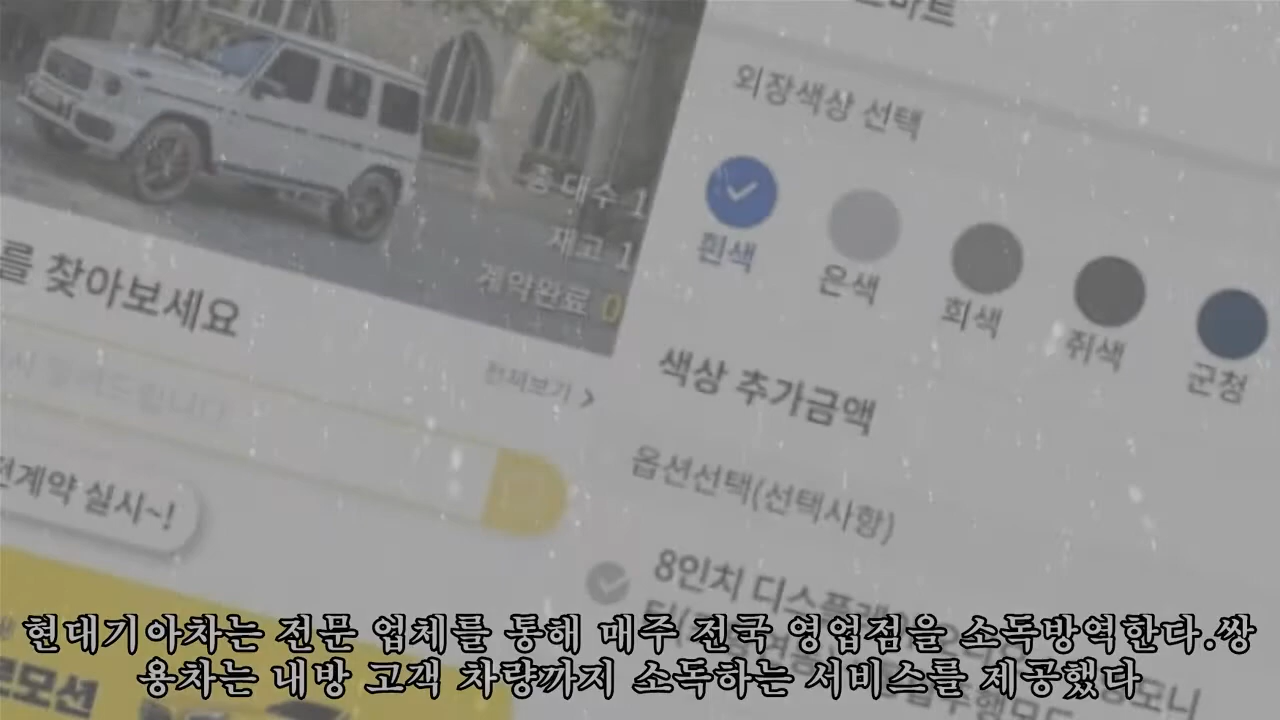 외장색상 선택
총 대수 1
재고 1
계약완료 0
흰색
은색
회색
쥐색
군청
를 찾아보세요
전체보기 >
색상 추가금액
옵션선택(선택사항)
전계약 실시~!
8인치 디스플레
현대기아차는 전문 업체를 통해 매주 전국 영업점을 소독방역한다.쌍
용차는 내방 고객 차량까지 소독하는 서비스를 제공했다